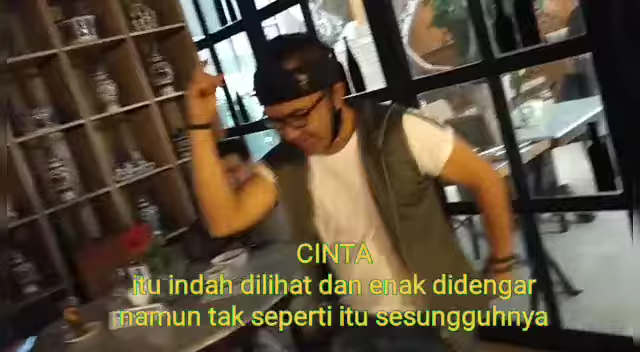 CINTA
itu indah dilihat dan enak didengar
namun tak seperti itu sesungguhnya